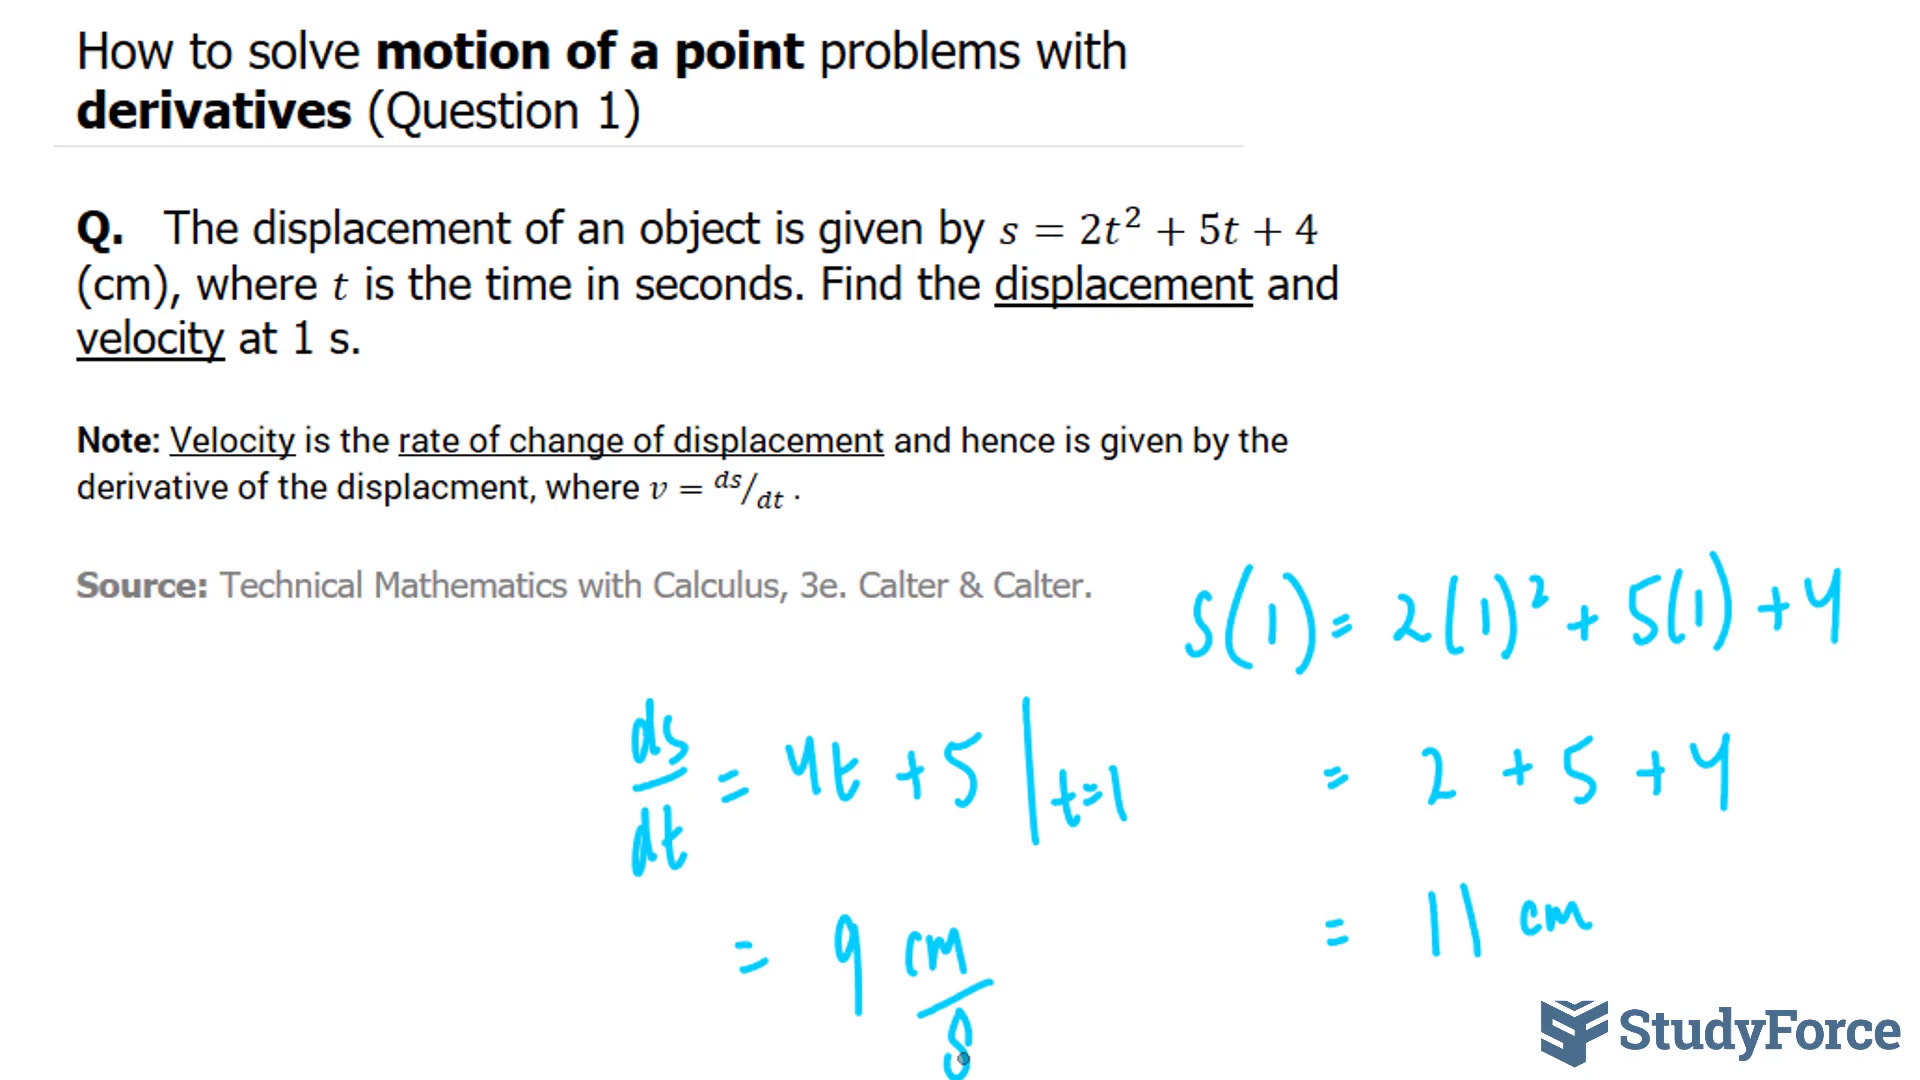 How to solve motion of a point problems with
derivatives (Question 1)
Q. The displacement of an object is given by s = 2t² + 5t + 4
(cm), where t is the time in seconds. Find the displacement and
velocity at 1 s.
Note: Velocity is the rate of change of displacement and hence is given by the
derivative of the displacment, where v = ds/dt .
Source: Technical Mathematics with Calculus, 3e. Calter & Calter.
s(1) = 2(1)² + 5(1) + 4
= 2 + 5 + 4
= 11 cm
ds/dt = 4t + 5 | t=1
= 9 cm/s
StudyForce